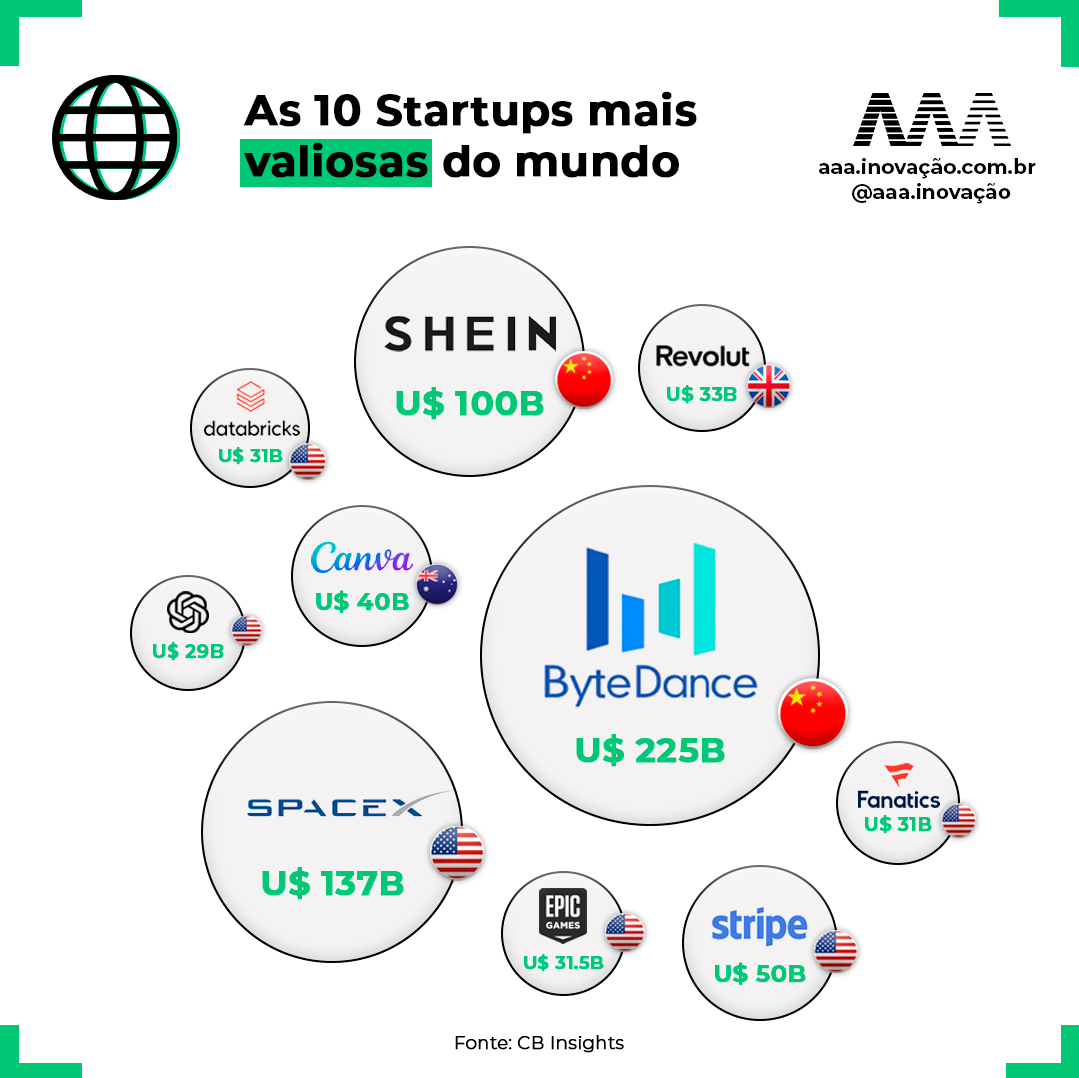 As 10 Startups mais
valiosas do mundo
AAA
aaa.inovação.com.br
@aaa.inovação
SHEIN
U$ 100B
Revolut
U$ 33B
databricks
U$ 31B
Canva
U$ 40B
U$ 29B
ByteDance
U$ 225B
SPACEX
U$ 137B
Fanatics
U$ 31B
EPIC
GAMES
U$ 31.5B
stripe
U$ 50B
Fonte: CB Insights